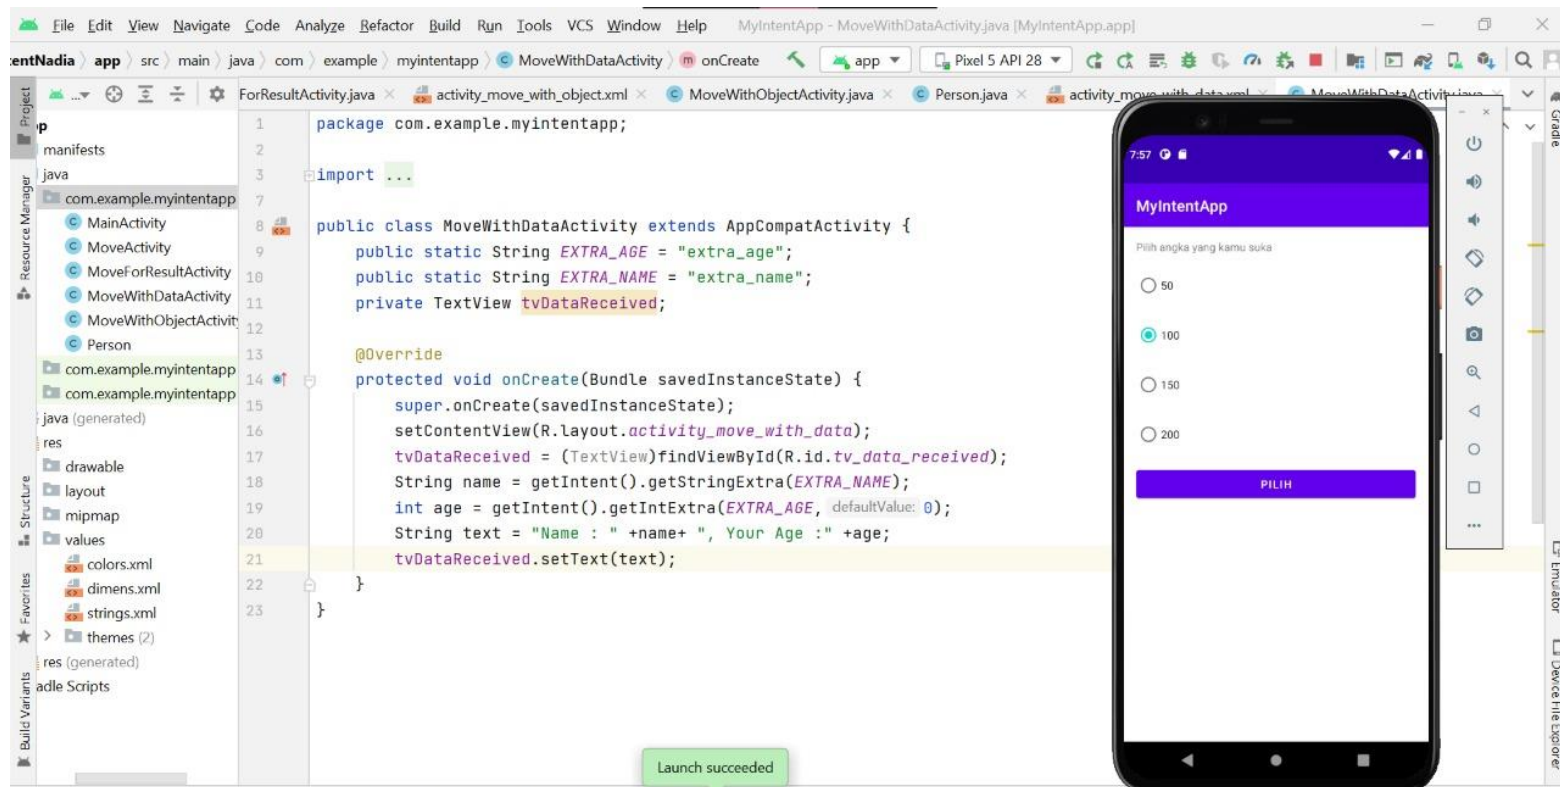 File Edit View Navigate Code Analyze Refactor Build Run Tools VCS Window Help MyIntentApp - MoveWithDataActivity.java [MyIntentApp.app]
entNadia app src main java com example myintentapp MoveWithDataActivity onCreate app Pixel 5 API 28
ForResultActivity.java activity_move_with_object.xml MoveWithObjectActivity.java Person.java activity_move_with_data.xml MoveWithDataActivity.java
Project
Resource Manager
Structure
Favorites
Build Variants
manifests
java
com.example.myintentapp
MainActivity
MoveActivity
MoveForResultActivity
MoveWithDataActivity
MoveWithObjectActivit
Person
com.example.myintentapp
com.example.myintentapp
java (generated)
res
drawable
layout
mipmap
values
colors.xml
dimens.xml
strings.xml
themes (2)
res (generated)
adle Scripts
1 package com.example.myintentapp;
2
3 import ...
7
8 public class MoveWithDataActivity extends AppCompatActivity {
9 public static String EXTRA_AGE = "extra_age";
10 public static String EXTRA_NAME = "extra_name";
11 private TextView tvDataReceived;
12
13 @Override
14 protected void onCreate(Bundle savedInstanceState) {
15 super.onCreate(savedInstanceState);
16 setContentView(R.layout.activity_move_with_data);
17 tvDataReceived = (TextView)findViewById(R.id.tv_data_received);
18 String name = getIntent().getStringExtra(EXTRA_NAME);
19 int age = getIntent().getIntExtra(EXTRA_AGE, defaultValue: 0);
20 String text = "Name : " +name+ ", Your Age :" +age;
21 tvDataReceived.setText(text);
22 }
23 }
Launch succeeded
7:57
MyIntentApp
Pilih angka yang kamu suka
50
100
150
200
PILIH
Gradle
Emulator
Device File Explorer